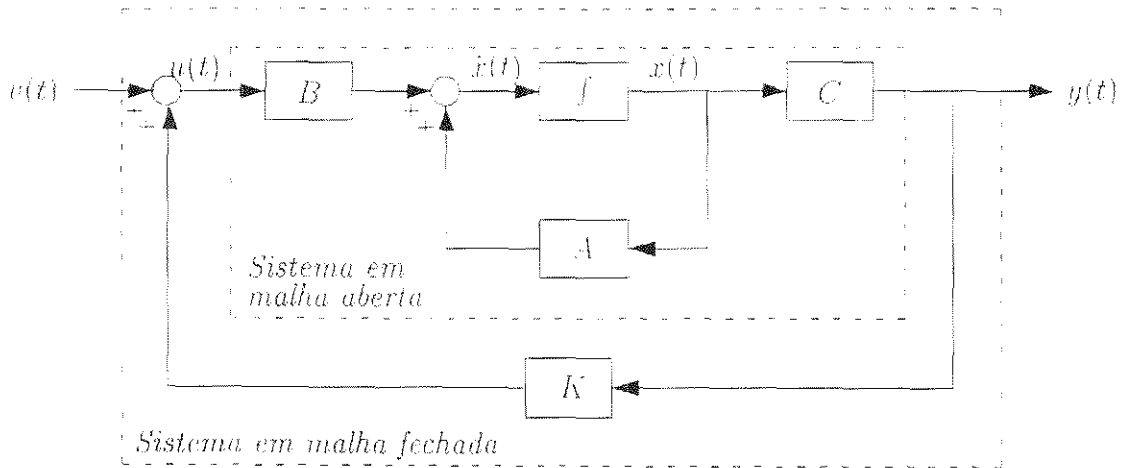 v(t)
u(t)
B
ẋ(t)
∫
x(t)
C
y(t)
+
+
+
+
A
Sistema em
malha aberta
K
Sistema em malha fechada